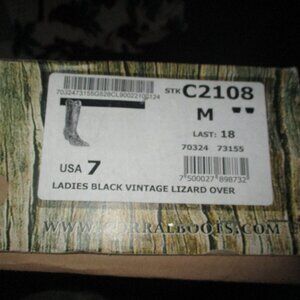 STK C2108
M
LAST: 18
70324 73155
USA 7
LADIES BLACK VINTAGE LIZARD OVER
7 500027 898732
WWW.CORRALBOOTS.COM